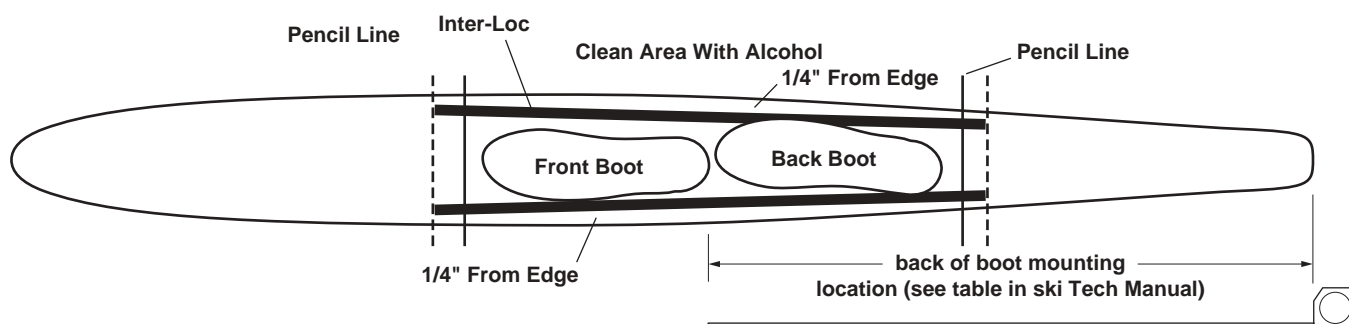 Pencil Line
Inter-Loc
Clean Area With Alcohol
1/4" From Edge
Pencil Line
Front Boot
Back Boot
1/4" From Edge
back of boot mounting
location (see table in ski Tech Manual)